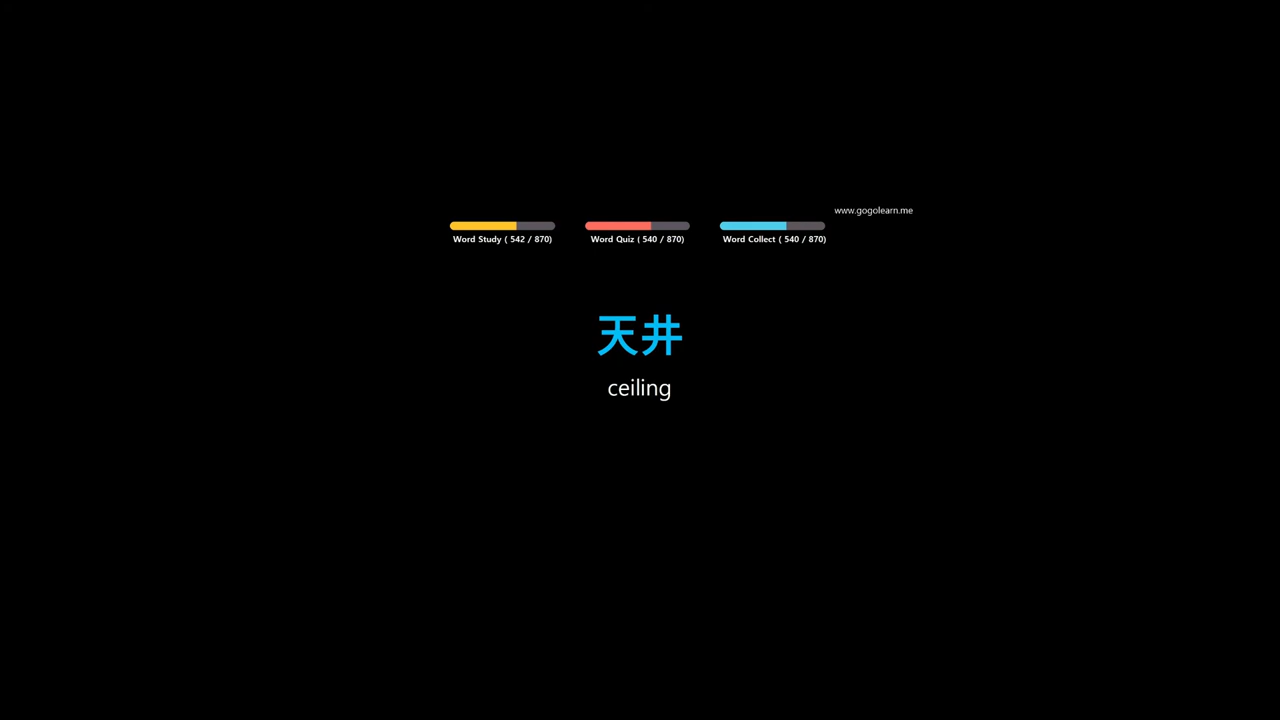 www.gogolearn.me
Word Study ( 542 / 870)
Word Quiz ( 540 / 870)
Word Collect ( 540 / 870)
天井
ceiling